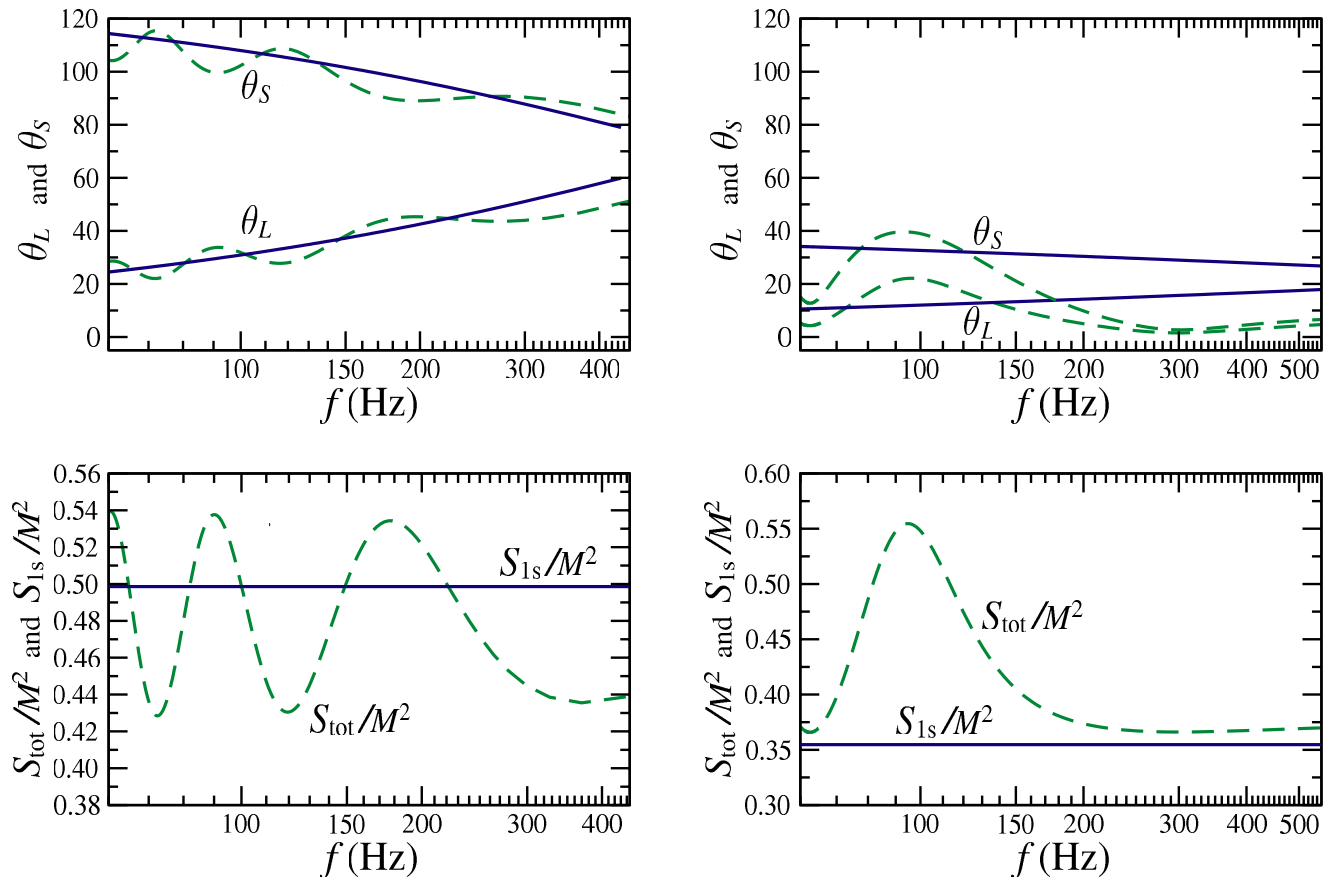 120
100
80
60
40
20
0
θL and θS
θS
θL
100 150 200 300 400
f (Hz)
120
100
80
60
40
20
0
θL and θS
θS
θL
100 150 200 300 400 500
f (Hz)
0.56
0.54
0.52
0.50
0.48
0.46
0.44
0.42
0.40
0.38
Stot/M² and S1s/M²
S1s/M²
Stot/M²
100 150 200 300 400
f (Hz)
0.60
0.55
0.50
0.45
0.40
0.35
0.30
Stot/M² and S1s/M²
Stot/M²
S1s/M²
100 150 200 300 400 500
f (Hz)